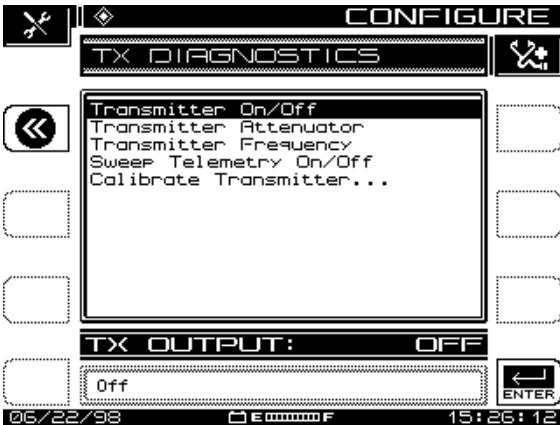 CONFIGURE
TX DIAGNOSTICS
Transmitter On/Off
Transmitter Attenuator
Transmitter Frequency
Sweep Telemetry On/Off
Calibrate Transmitter...
TX OUTPUT: OFF
Off
ENTER
06/22/98 E F 15:26:12